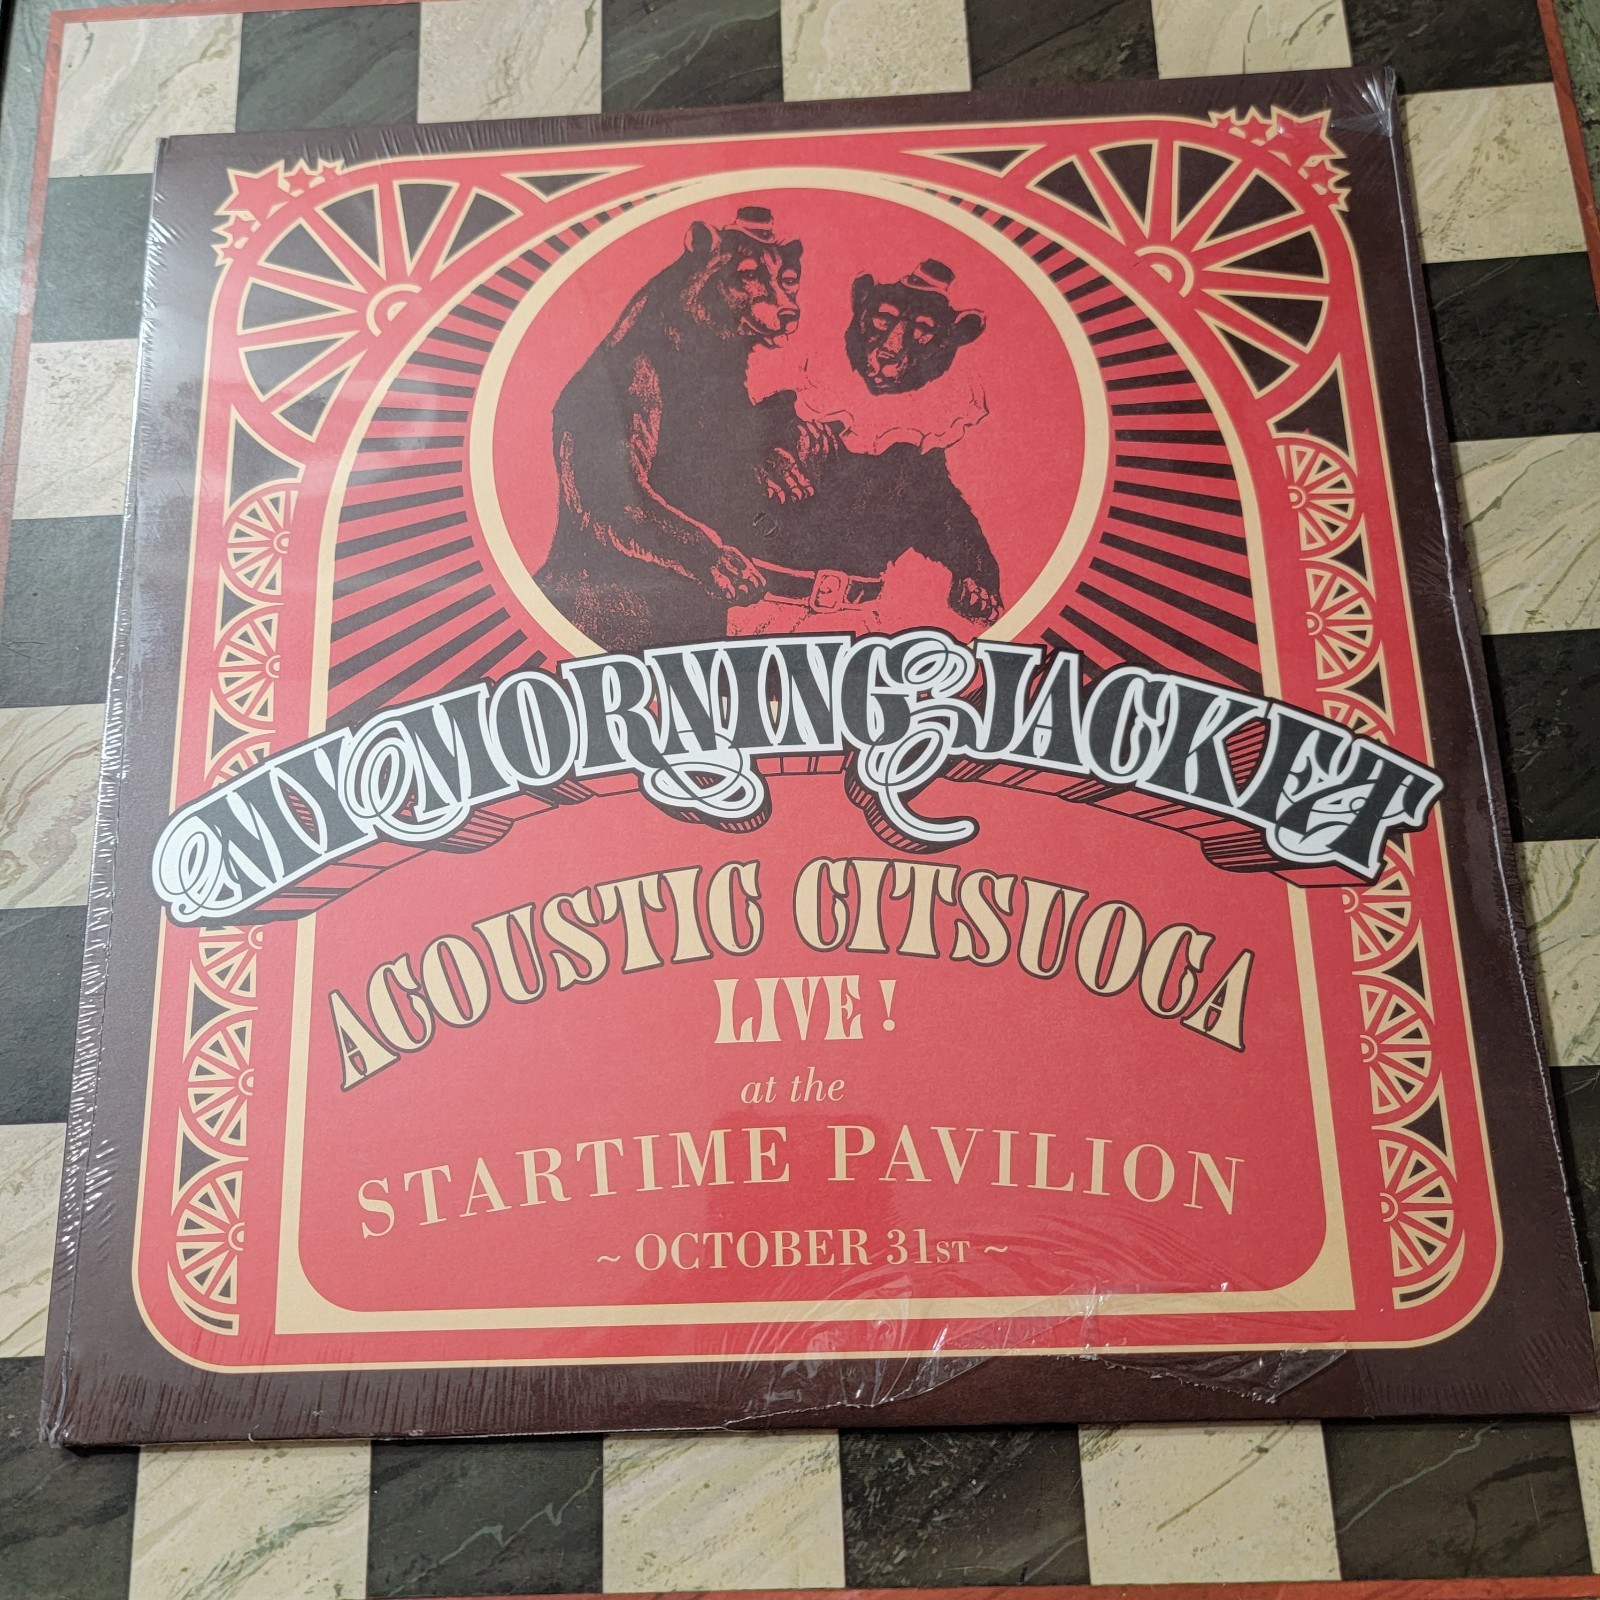 MY MORNING JACKET
ACOUSTIC CITSUOCA
LIVE!
at the
STARTIME PAVILION
~ OCTOBER 31ST ~